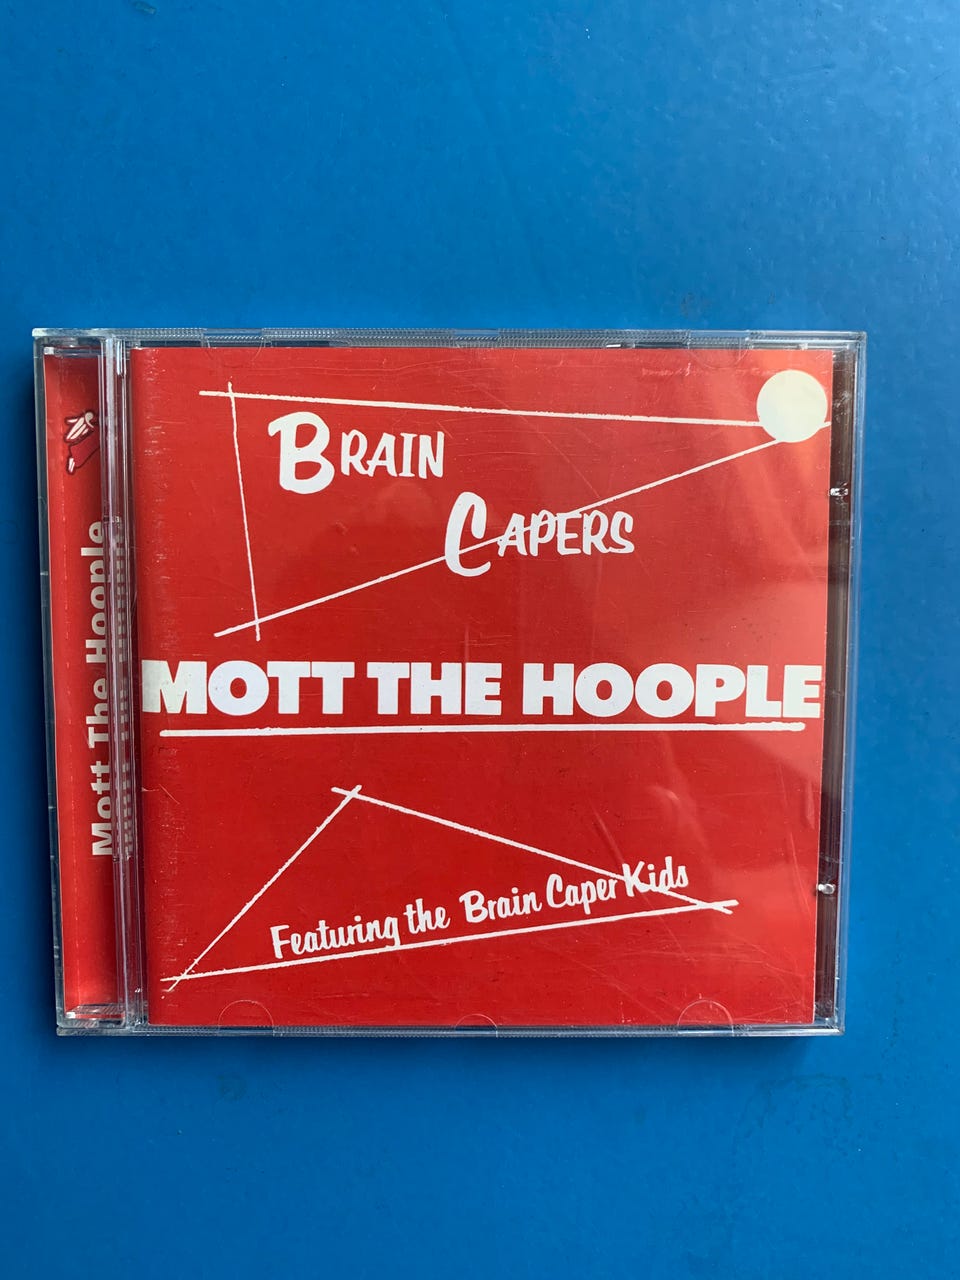 BRAIN
CAPERS
MOTT THE HOOPLE
Featuring the Brain Caper Kids
Mott The Hoople